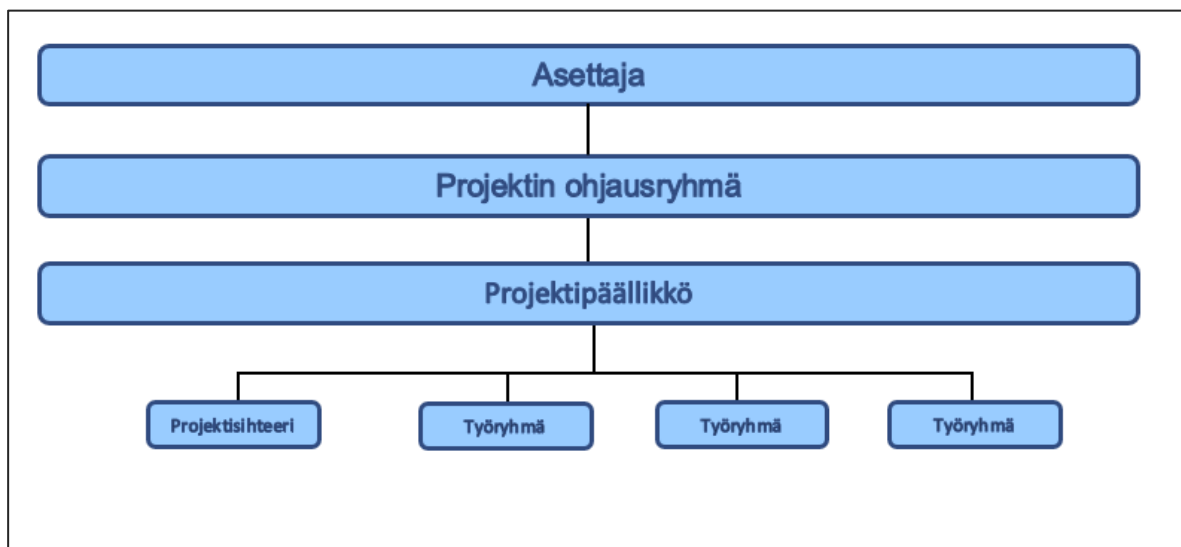 Asettaja
Projektin ohjausryhmä
Projektipäällikkö
Projektisihteeri
Työryhmä
Työryhmä
Työryhmä